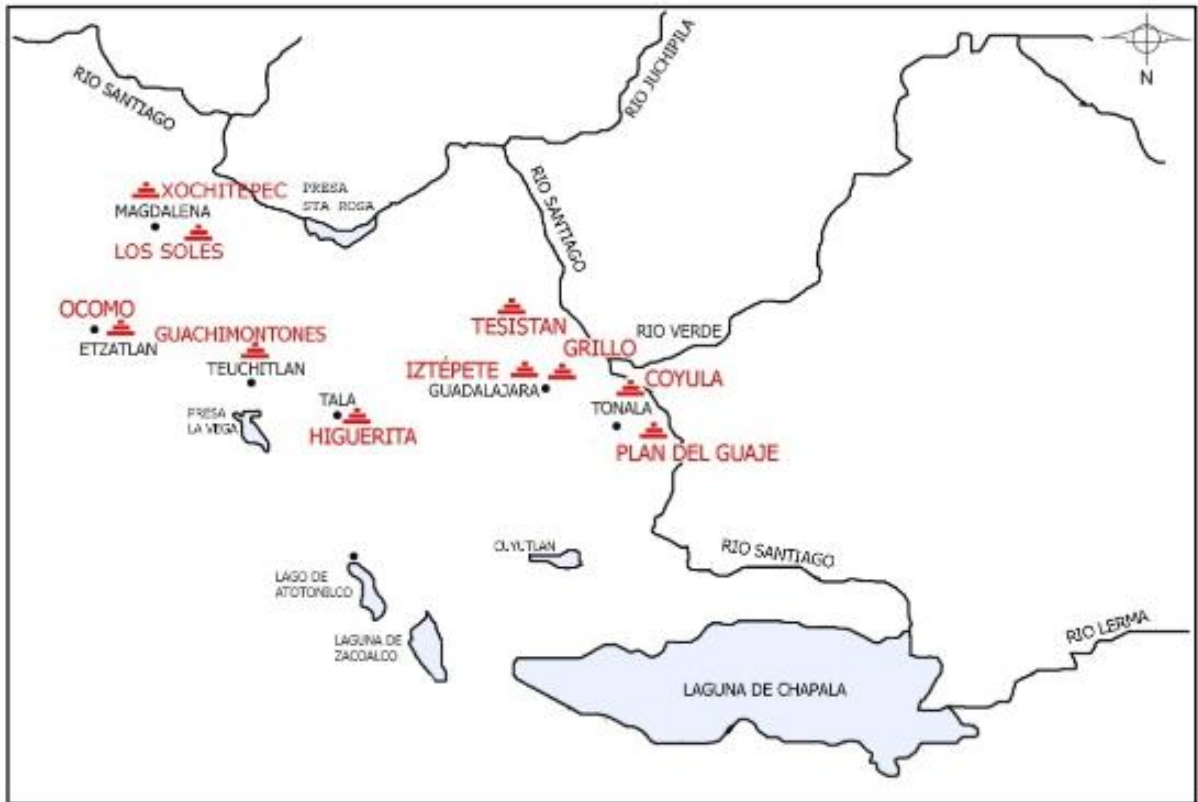 N
RIO SANTIAGO
RIO JUCHIPILA
XOCHITEPEC
PRESA
STA ROSA
MAGDALENA
LOS SOLES
RIO SANTIAGO
OCOMO
ETZATLAN
GUACHIMONTONES
TEUCHITLAN
TESISTAN
RIO VERDE
GRILLO
IZTÉPETE
GUADALAJARA
COYULA
TONALA
PRESA
LA VEGA
TALA
HIGUERITA
PLAN DEL GUAJE
CUYUTLAN
RIO SANTIAGO
LAGO DE
ATOTONILCO
LAGUNA DE
ZACOALCO
RIO LERMA
LAGUNA DE CHAPALA